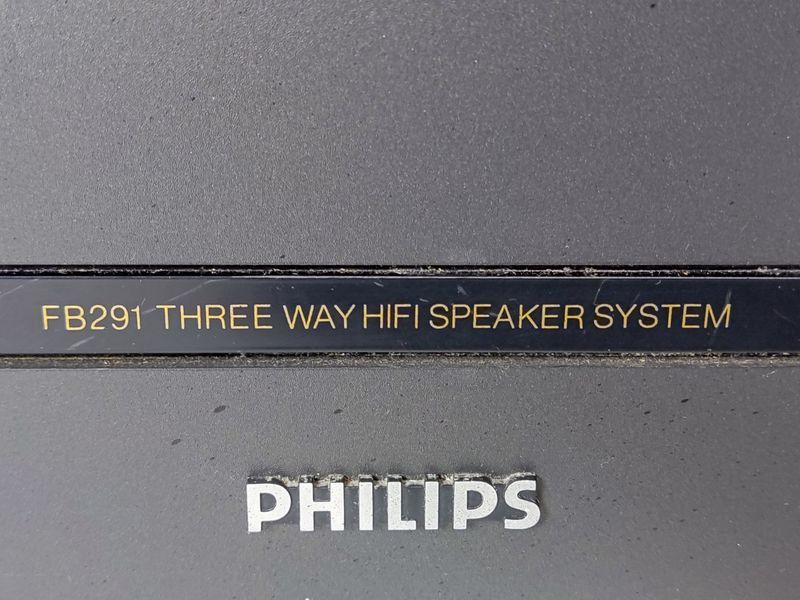 FB291 THREE WAY HIFI SPEAKER SYSTEM
PHILIPS